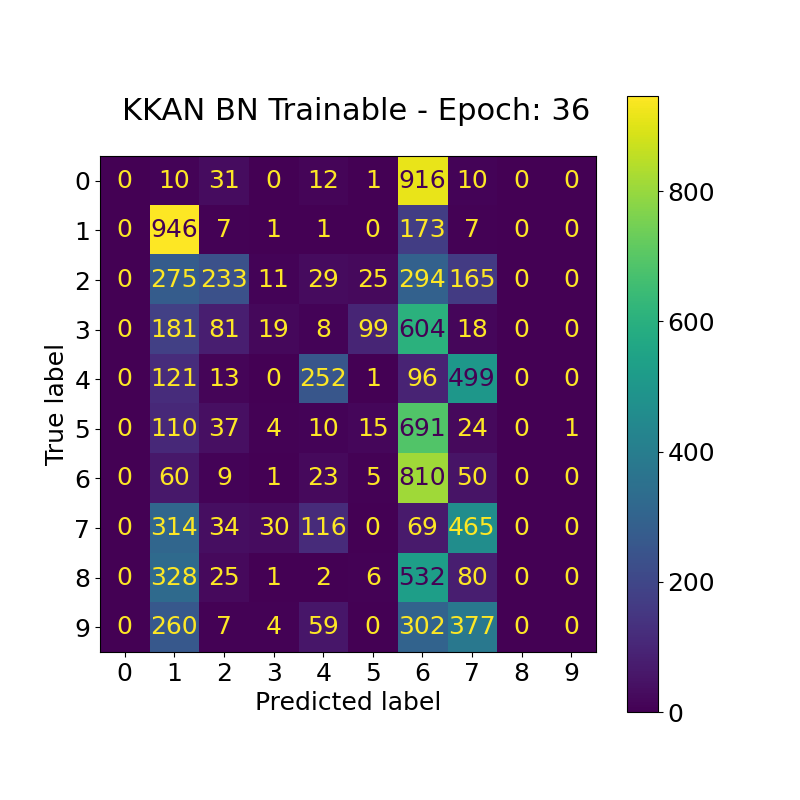 KKAN BN Trainable - Epoch: 36
0 0 10 31 0 12 1 916 10 0 0
1 0 946 7 1 1 0 173 7 0 0
2 0 275 233 11 29 25 294 165 0 0
3 0 181 81 19 8 99 604 18 0 0
4 0 121 13 0 252 1 96 499 0 0
5 0 110 37 4 10 15 691 24 0 1
6 0 60 9 1 23 5 810 50 0 0
7 0 314 34 30 116 0 69 465 0 0
8 0 328 25 1 2 6 532 80 0 0
9 0 260 7 4 59 0 302 377 0 0
0 1 2 3 4 5 6 7 8 9
Predicted label
True label
800
600
400
200
0